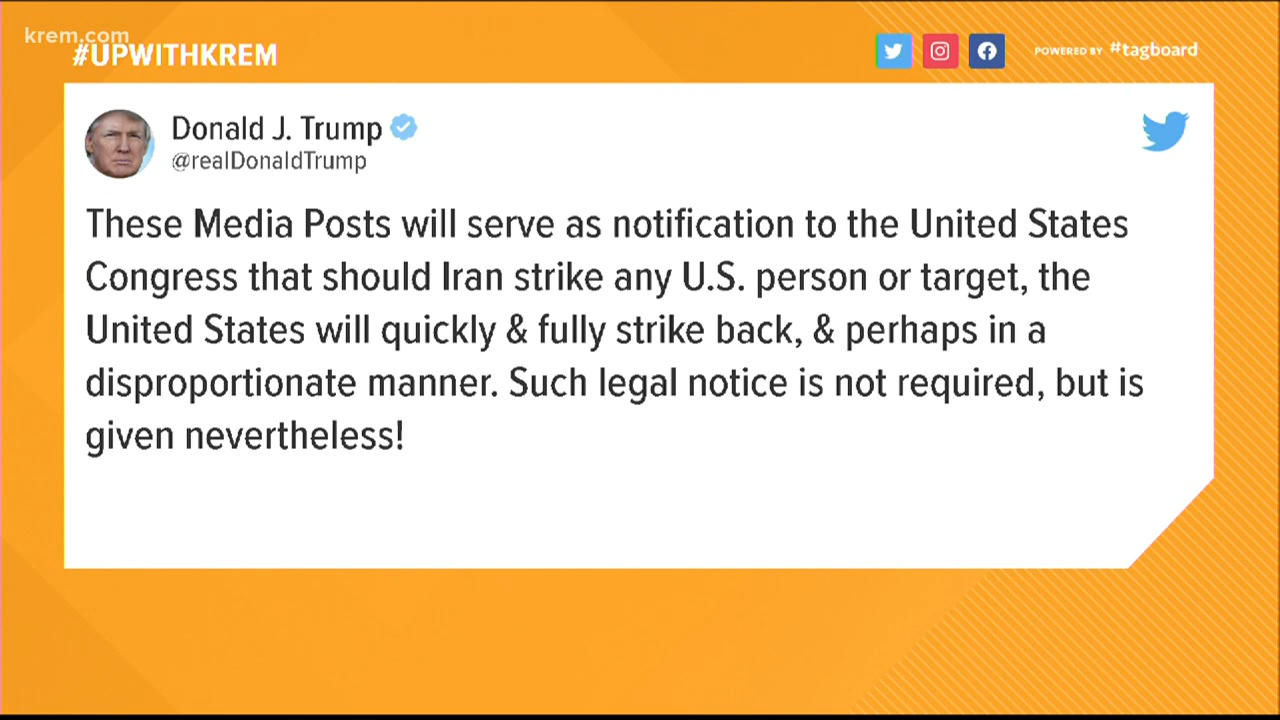 krem.com
#UPWITHKREM
POWERED BY #tagboard
Donald J. Trump
@realDonaldTrump
These Media Posts will serve as notification to the United States
Congress that should Iran strike any U.S. person or target, the
United States will quickly & fully strike back, & perhaps in a
disproportionate manner. Such legal notice is not required, but is
given nevertheless!